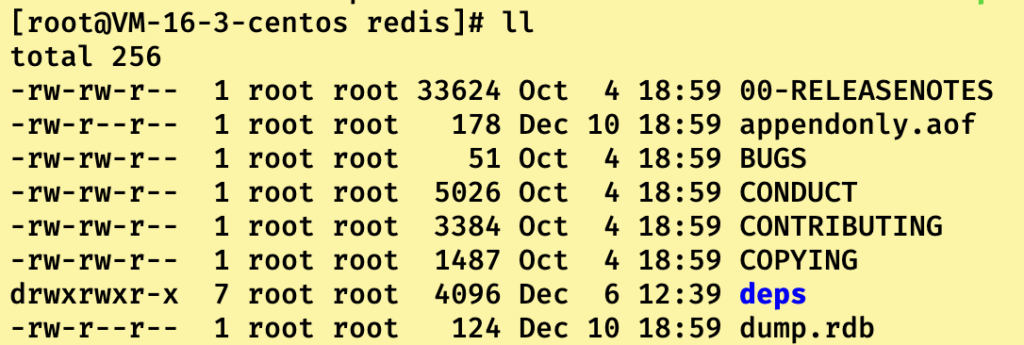 [root@VM-16-3-centos redis]# ll
total 256
-rw-rw-r--  1 root root 33624 Oct  4 18:59 00-RELEASENOTES
-rw-r--r--  1 root root   178 Dec 10 18:59 appendonly.aof
-rw-rw-r--  1 root root    51 Oct  4 18:59 BUGS
-rw-rw-r--  1 root root  5026 Oct  4 18:59 CONDUCT
-rw-rw-r--  1 root root  3384 Oct  4 18:59 CONTRIBUTING
-rw-rw-r--  1 root root  1487 Oct  4 18:59 COPYING
drwxrwxr-x  7 root root  4096 Dec  6 12:39 deps
-rw-r--r--  1 root root   124 Dec 10 18:59 dump.rdb